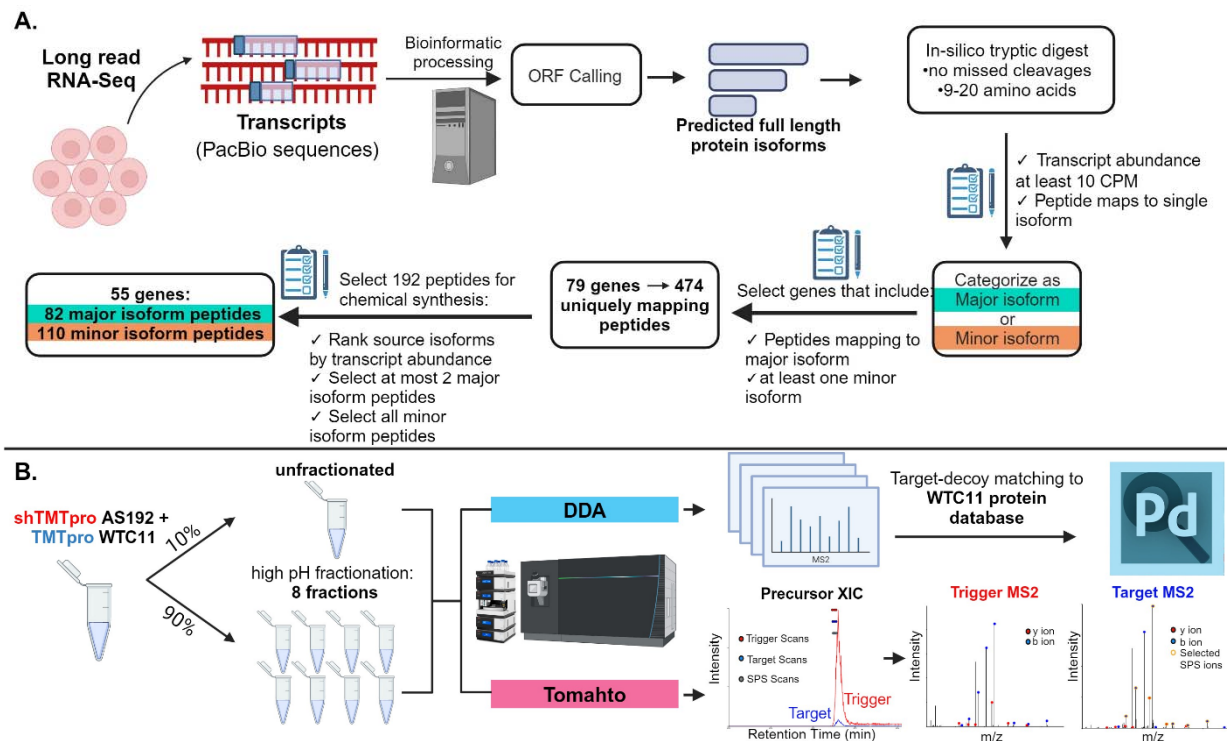 A.
Long read
RNA-Seq
Transcripts
(PacBio sequences)
Bioinformatic
processing
ORF Calling
Predicted full length
protein isoforms
In-silico tryptic digest
•no missed cleavages
•9-20 amino acids
✓ Transcript abundance
at least 10 CPM
✓ Peptide maps to single
isoform
Categorize as
Major isoform
or
Minor isoform
Select genes that include:
✓ Peptides mapping to
major isoform
✓at least one minor
isoform
79 genes → 474
uniquely mapping
peptides
Select 192 peptides for
chemical synthesis:
✓ Rank source isoforms
by transcript abundance
✓ Select at most 2 major
isoform peptides
✓ Select all minor
isoform peptides
55 genes:
82 major isoform peptides
110 minor isoform peptides
B.
shTMTpro AS192 +
TMTpro WTC11
10%
90%
unfractionated
high pH fractionation:
8 fractions
DDA
Tomahto
MS2
Target-decoy matching to
WTC11 protein
database
Pd
Precursor XIC
Intensity
Trigger Scans
Target Scans
SPS Scans
Trigger
Target
Retention Time (min)
Trigger MS2
Intensity
y ion
b ion
m/z
Target MS2
Intensity
y ion
b ion
Selected
SPS ions
m/z